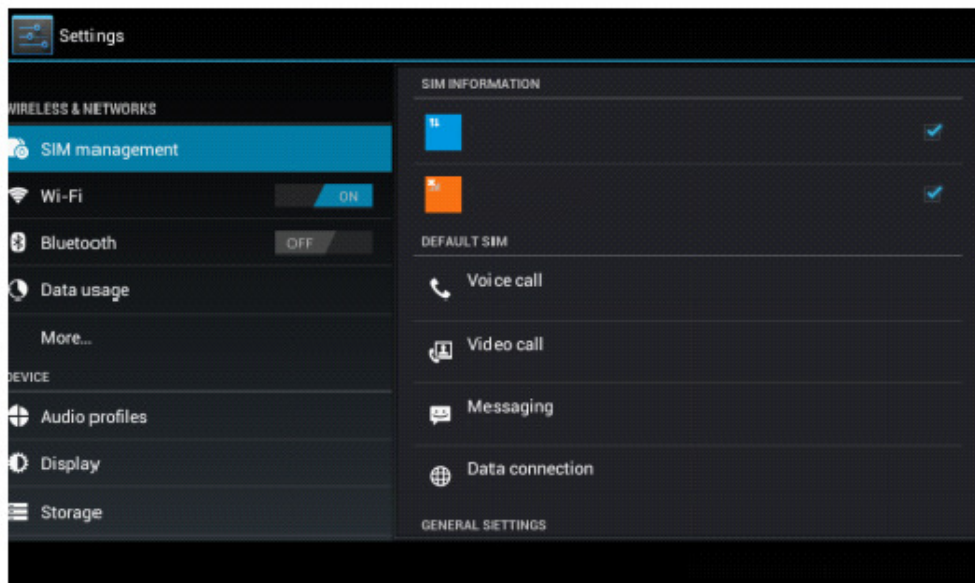 Settings
WIRELESS & NETWORKS
SIM management
Wi-Fi ON
Bluetooth OFF
Data usage
More...
DEVICE
Audio profiles
Display
Storage
SIM INFORMATION
DEFAULT SIM
Voice call
Video call
Messaging
Data connection
GENERAL SETTINGS